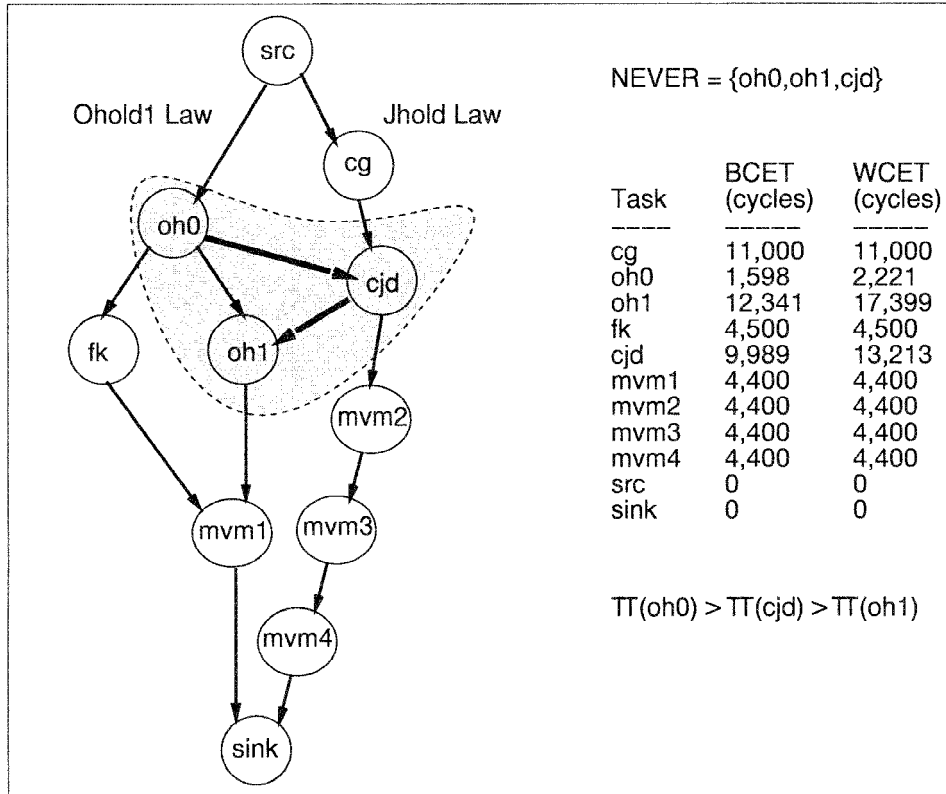 src
NEVER = {oh0,oh1,cjd}
Ohold1 Law
Jhold Law
cg
oh0
cjd
fk
oh1
mvm2
mvm1
mvm3
mvm4
sink
BCET WCET
Task (cycles) (cycles)
---- ----- -----
cg 11,000 11,000
oh0 1,598 2,221
oh1 12,341 17,399
fk 4,500 4,500
cjd 9,989 13,213
mvm1 4,400 4,400
mvm2 4,400 4,400
mvm3 4,400 4,400
mvm4 4,400 4,400
src 0 0
sink 0 0
π(oh0) > π(cjd) > π(oh1)